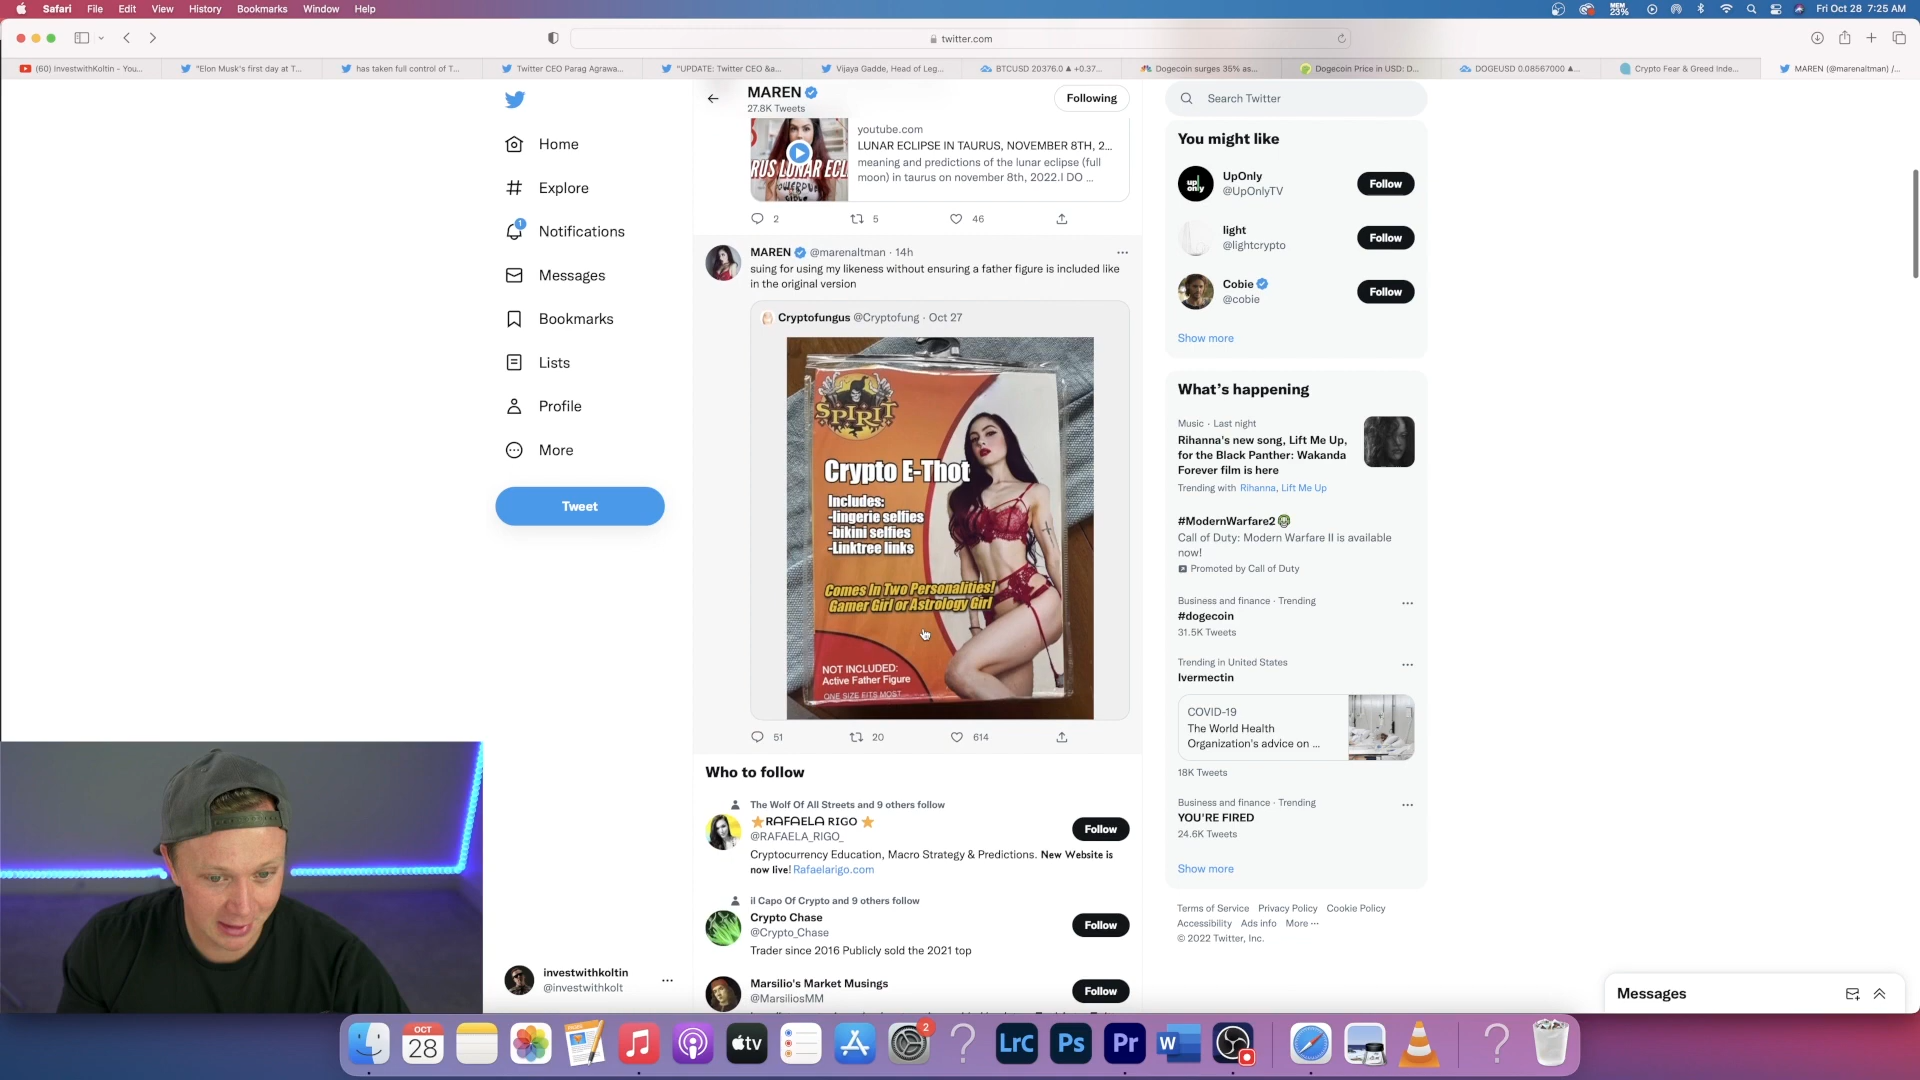 Safari File Edit View History Bookmarks Window Help
MEM 23%
Fri Oct 28 7:25 AM
twitter.com
(60) InvestwithKoltin - You...
"Elon Musk's first day at T...
has taken full control of T...
Twitter CEO Parag Agrawa...
"UPDATE: Twitter CEO &a...
Vijaya Gadde, Head of Leg...
BTCUSD 20376.0 ▲ +0.37...
Dogecoin surges 35% as...
Dogecoin Price in USD: D...
DOGEUSD 0.08567000 ▲...
Crypto Fear & Greed Inde...
MAREN (@marenaltman) /...
Home
Explore
1
Notifications
Messages
Bookmarks
Lists
Profile
More
Tweet
investwithkoltin
@investwithkolt
MAREN
27.8K Tweets
Following
youtube.com
LUNAR ECLIPSE IN TAURUS, NOVEMBER 8TH, 2...
meaning and predictions of the lunar eclipse (full
moon) in taurus on november 8th, 2022.I DO ...
RUS LUNAR ECL
2 5 46
MAREN @marenaltman · 14h
suing for using my likeness without ensuring a father figure is included like
in the original version
Cryptofungus @Cryptofung · Oct 27
SPIRIT
Crypto E-Thot
Includes:
-lingerie selfies
-bikini selfies
-Linktree links
Comes In Two Personalities!
Gamer Girl or Astrology Girl
NOT INCLUDED:
Active Father Figure
ONE SIZE FITS MOST
51 20 614
Who to follow
The Wolf Of All Streets and 9 others follow
⭐RAFAELA RIGO ⭐
@RAFAELA_RIGO_
Follow
Cryptocurrency Education, Macro Strategy & Predictions. New Website is
now live! Rafaelarigo.com
il Capo Of Crypto and 9 others follow
Crypto Chase
@Crypto_Chase
Follow
Trader since 2016 Publicly sold the 2021 top
Marsilio's Market Musings
@MarsiliosMM
Follow
Search Twitter
You might like
UpOnly
@UpOnlyTV
Follow
light
@lightcrypto
Follow
Cobie
@cobie
Follow
Show more
What's happening
Music · Last night
Rihanna's new song, Lift Me Up,
for the Black Panther: Wakanda
Forever film is here
Trending with Rihanna, Lift Me Up
#ModernWarfare2
Call of Duty: Modern Warfare II is available
now!
Promoted by Call of Duty
Business and finance · Trending
#dogecoin
31.5K Tweets
Trending in United States
Ivermectin
COVID-19
The World Health
Organization's advice on ...
18K Tweets
Business and finance · Trending
YOU'RE FIRED
24.6K Tweets
Show more
Terms of Service Privacy Policy Cookie Policy
Accessibility Ads info More ···
© 2022 Twitter, Inc.
Messages
OCT
28
tv
2
LrC
Ps
Pr
W